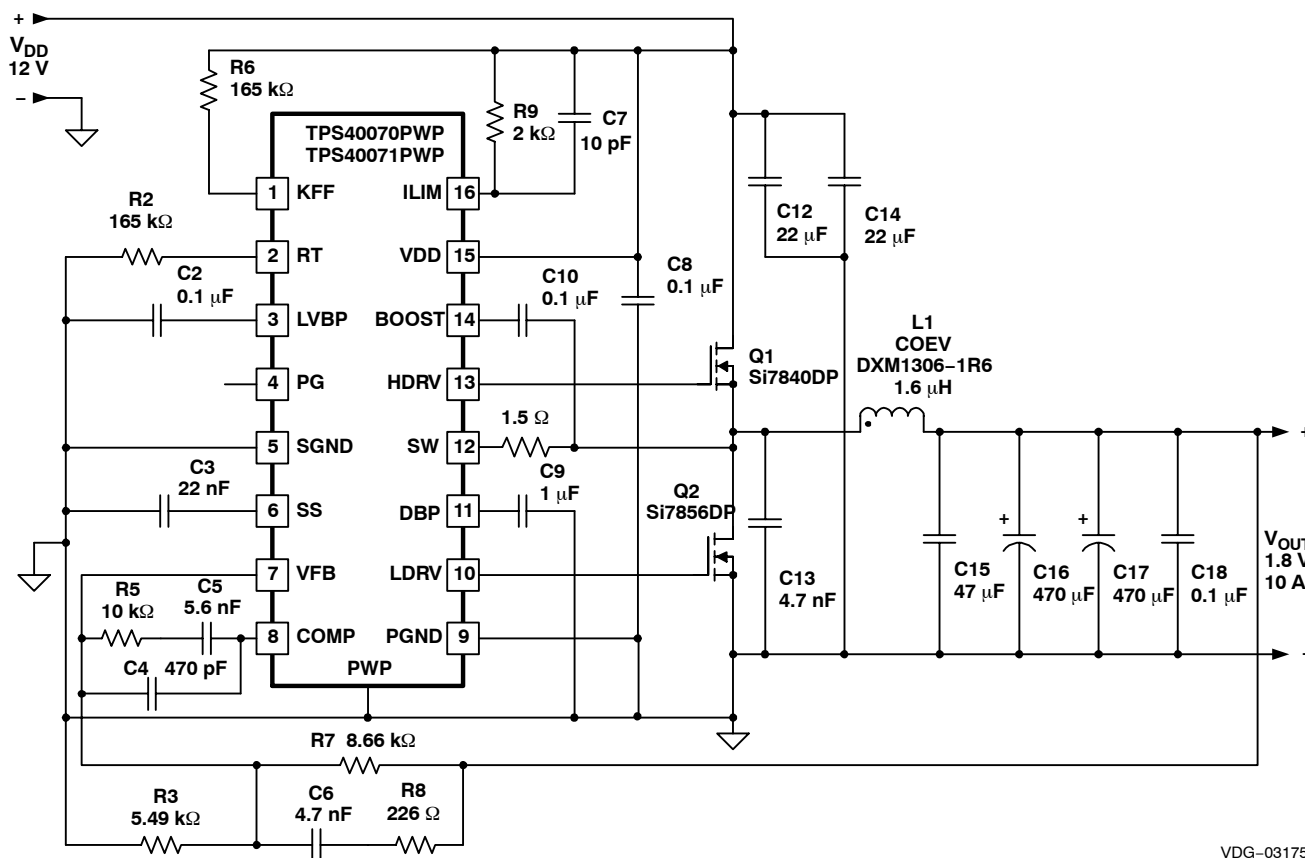 +
VDD
12 V
−
R6
165 kΩ
TPS40070PWP
TPS40071PWP
R9
2 kΩ
C7
10 pF
1 KFF
ILIM 16
R2
165 kΩ
2 RT
VDD 15
C12
22 μF
C14
22 μF
C2
0.1 μF
3 LVBP
BOOST 14
C10
0.1 μF
C8
0.1 μF
4 PG
HDRV 13
Q1
Si7840DP
L1
COEV
DXM1306−1R6
1.6 μH
5 SGND
SW 12
1.5 Ω
+
C3
22 nF
6 SS
DBP 11
C9
1 μF
Q2
Si7856DP
7 VFB
LDRV 10
C13
4.7 nF
C15
47 μF
+
C16
470 μF
+
C17
470 μF
C18
0.1 μF
VOUT
1.8 V
10 A
R5
10 kΩ
C5
5.6 nF
8 COMP
PGND 9
−
C4 470 pF
PWP
R7 8.66 kΩ
R3
5.49 kΩ
C6
4.7 nF
R8
226 Ω
VDG−03175